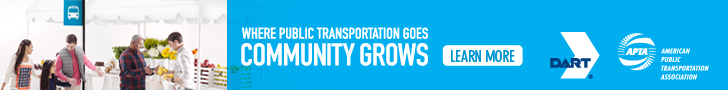 WHERE PUBLIC TRANSPORTATION GOES
COMMUNITY GROWS
LEARN MORE
DART
APTA
AMERICAN
PUBLIC
TRANSPORTATION
ASSOCIATION